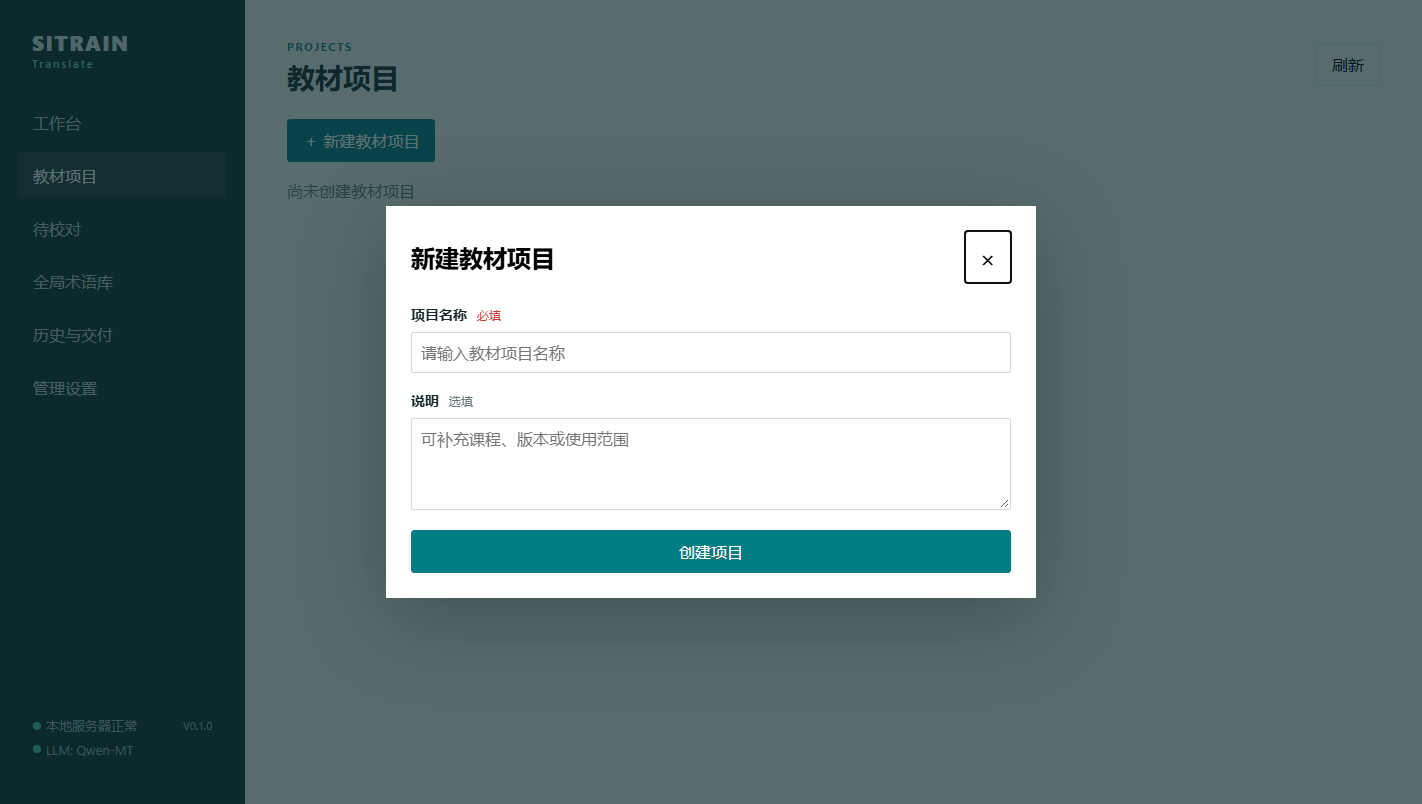 SITRAIN
Translate
工作台
教材项目
待校对
全局术语库
历史与交付
管理设置
本地服务器正常 V0.1.0
LLM: Qwen-MT
PROJECTS
教材项目
刷新
+ 新建教材项目
尚未创建教材项目
新建教材项目
×
项目名称 必填
请输入教材项目名称
说明 选填
可补充课程、版本或使用范围
创建项目